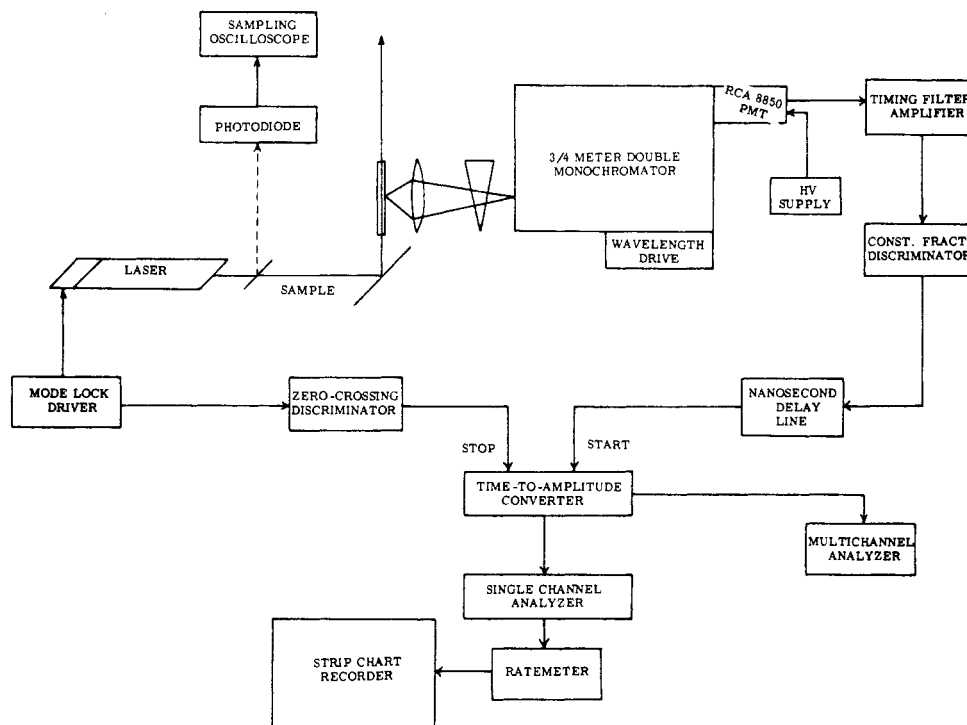 SAMPLING
OSCILLOSCOPE
PHOTODIODE
RCA 8850
PMT
TIMING FILTER
AMPLIFIER
3/4 METER DOUBLE
MONOCHROMATOR
HV
SUPPLY
WAVELENGTH
DRIVE
CONST. FRACT
DISCRIMINATOR
LASER
SAMPLE
MODE LOCK
DRIVER
ZERO-CROSSING
DISCRIMINATOR
NANOSECOND
DELAY
LINE
STOP
START
TIME-TO-AMPLITUDE
CONVERTER
MULTICHANNEL
ANALYZER
SINGLE CHANNEL
ANALYZER
STRIP CHART
RECORDER
RATEMETER